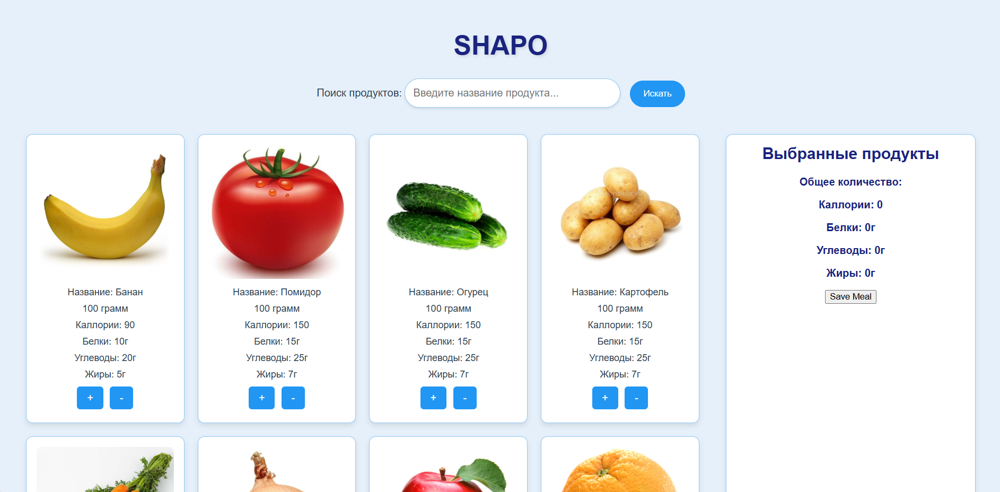 SHAPO
Поиск продуктов: Введите название продукта... Искать
Название: Банан
100 грамм
Каллории: 90
Белки: 10г
Углеводы: 20г
Жиры: 5г
+ -
Название: Помидор
100 грамм
Каллории: 150
Белки: 15г
Углеводы: 25г
Жиры: 7г
+ -
Название: Огурец
100 грамм
Каллории: 150
Белки: 15г
Углеводы: 25г
Жиры: 7г
+ -
Название: Картофель
100 грамм
Каллории: 150
Белки: 15г
Углеводы: 25г
Жиры: 7г
+ -
Выбранные продукты
Общее количество:
Каллории: 0
Белки: 0г
Углеводы: 0г
Жиры: 0г
Save Meal